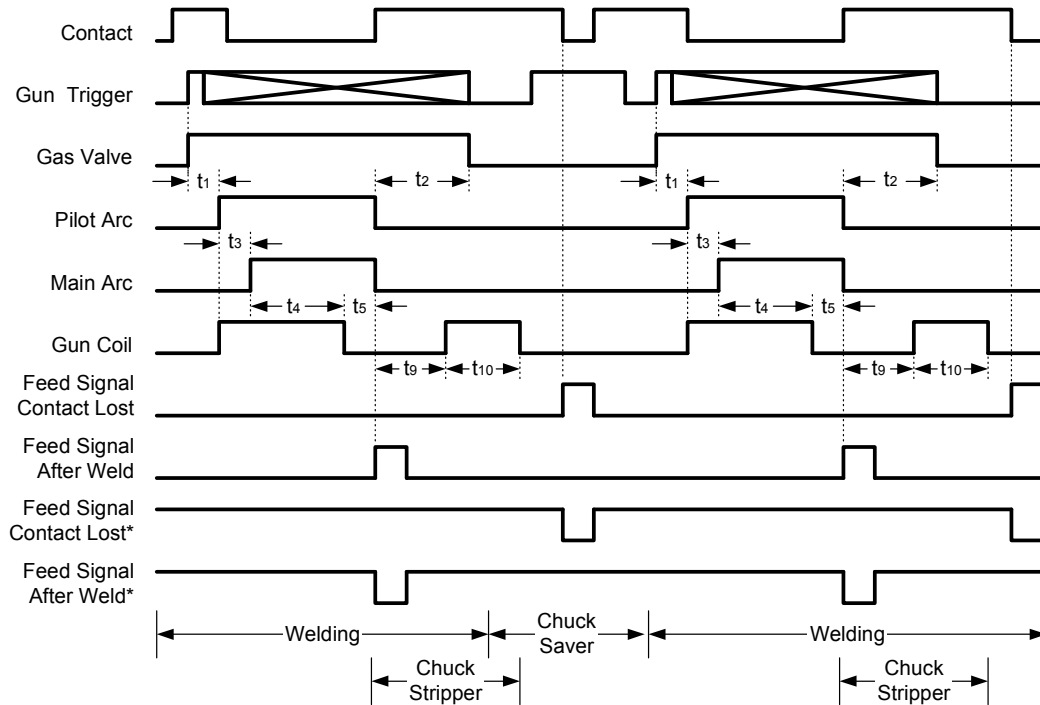 Contact
Gun Trigger
Gas Valve
t1
t2
t1
t2
Pilot Arc
t3
t3
Main Arc
t4
t5
t4
t5
Gun Coil
t9
t10
t9
t10
Feed Signal
Contact Lost
Feed Signal
After Weld
Feed Signal
Contact Lost*
Feed Signal
After Weld*
Welding
Chuck
Saver
Welding
Chuck
Stripper
Chuck
Stripper